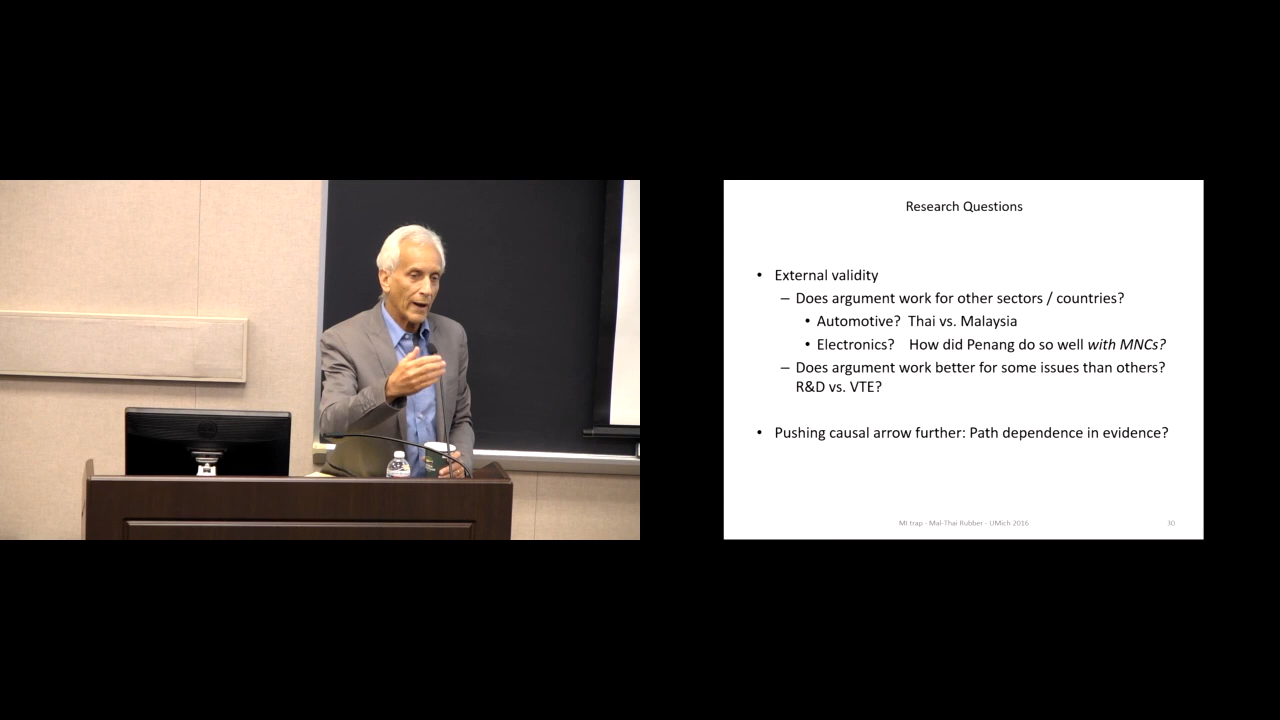 Research Questions
• External validity
– Does argument work for other sectors / countries?
• Automotive? Thai vs. Malaysia
• Electronics? How did Penang do so well with MNCs?
– Does argument work better for some issues than others?
R&D vs. VTE?
• Pushing causal arrow further: Path dependence in evidence?
MI trap - Mal-Thai Rubber - UMich 2016
30